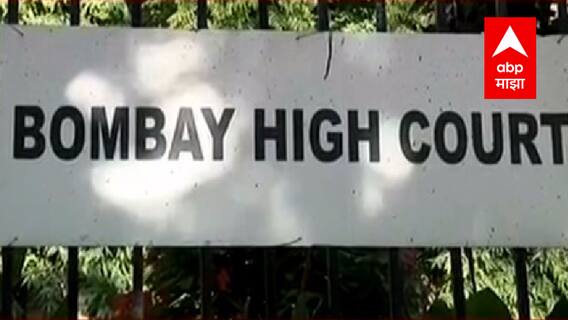 BOMBAY HIGH COURT
abp
माझा